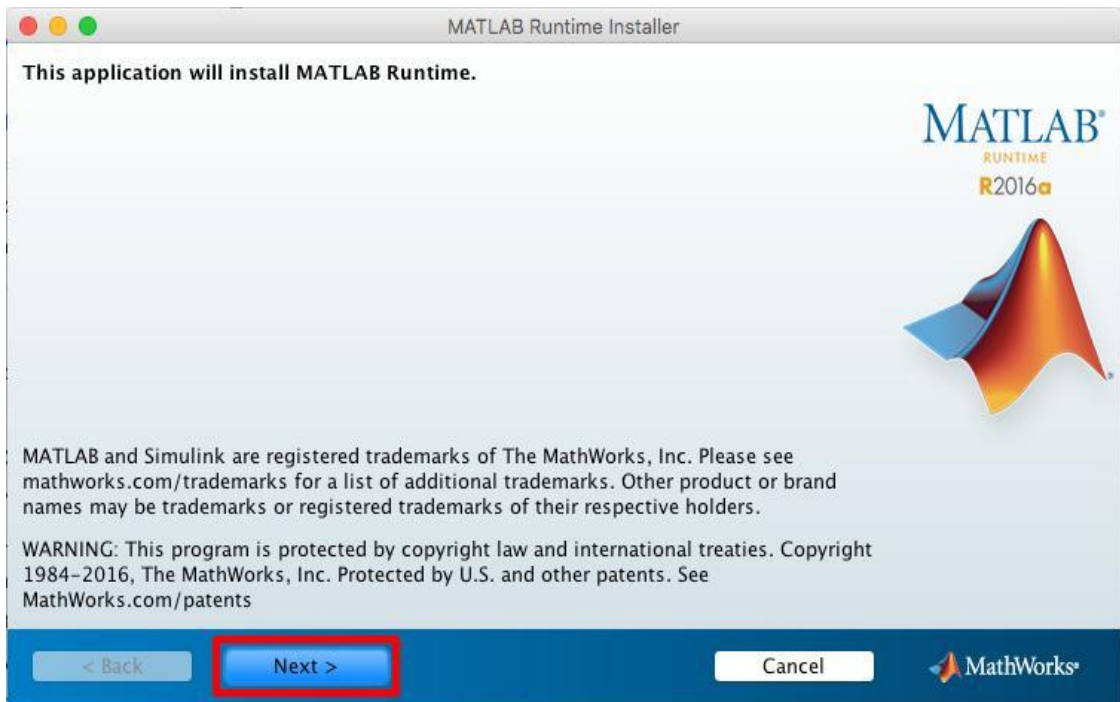 MATLAB Runtime Installer
This application will install MATLAB Runtime.
MATLAB®
RUNTIME
R2016a
MATLAB and Simulink are registered trademarks of The MathWorks, Inc. Please see
mathworks.com/trademarks for a list of additional trademarks. Other product or brand
names may be trademarks or registered trademarks of their respective holders.
WARNING: This program is protected by copyright law and international treaties. Copyright
1984-2016, The MathWorks, Inc. Protected by U.S. and other patents. See
MathWorks.com/patents
< Back Next > Cancel MathWorks®